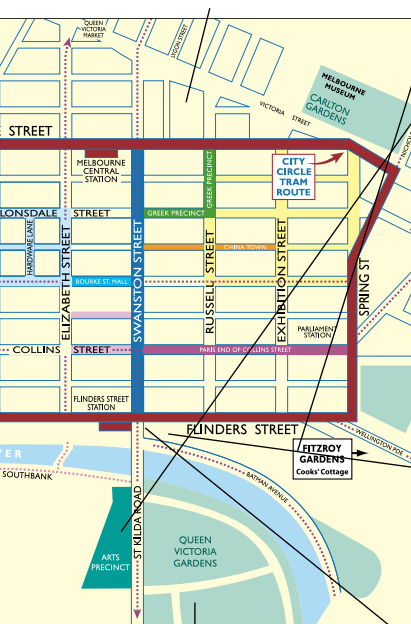 QUEEN
VICTORIA
MARKET
LYGON STREET
VICTORIA STREET
MELBOURNE
MUSEUM
CARLTON
GARDENS
STREET
MELBOURNE
CENTRAL
STATION
GREEK PRECINCT
CITY
CIRCLE
TRAM
ROUTE
LONSDALE STREET
GREEK PRECINCT
HARDWARE LANE
ELIZABETH STREET
SWANSTON STREET
RUSSELL STREET
EXHIBITION STREET
SPRING ST
CHINA TOWN
BOURKE ST. MALL
PARLIAMENT
STATION
COLLINS STREET
PARIS END OF COLLINS STREET
FLINDERS STREET
STATION
FLINDERS STREET
WELLINGTON PDE
FITZROY
GARDENS
Cooks' Cottage
VER
SOUTHBANK
BATMAN AVENUE
ST KILDA ROAD
ARTS
PRECINCT
QUEEN
VICTORIA
GARDENS